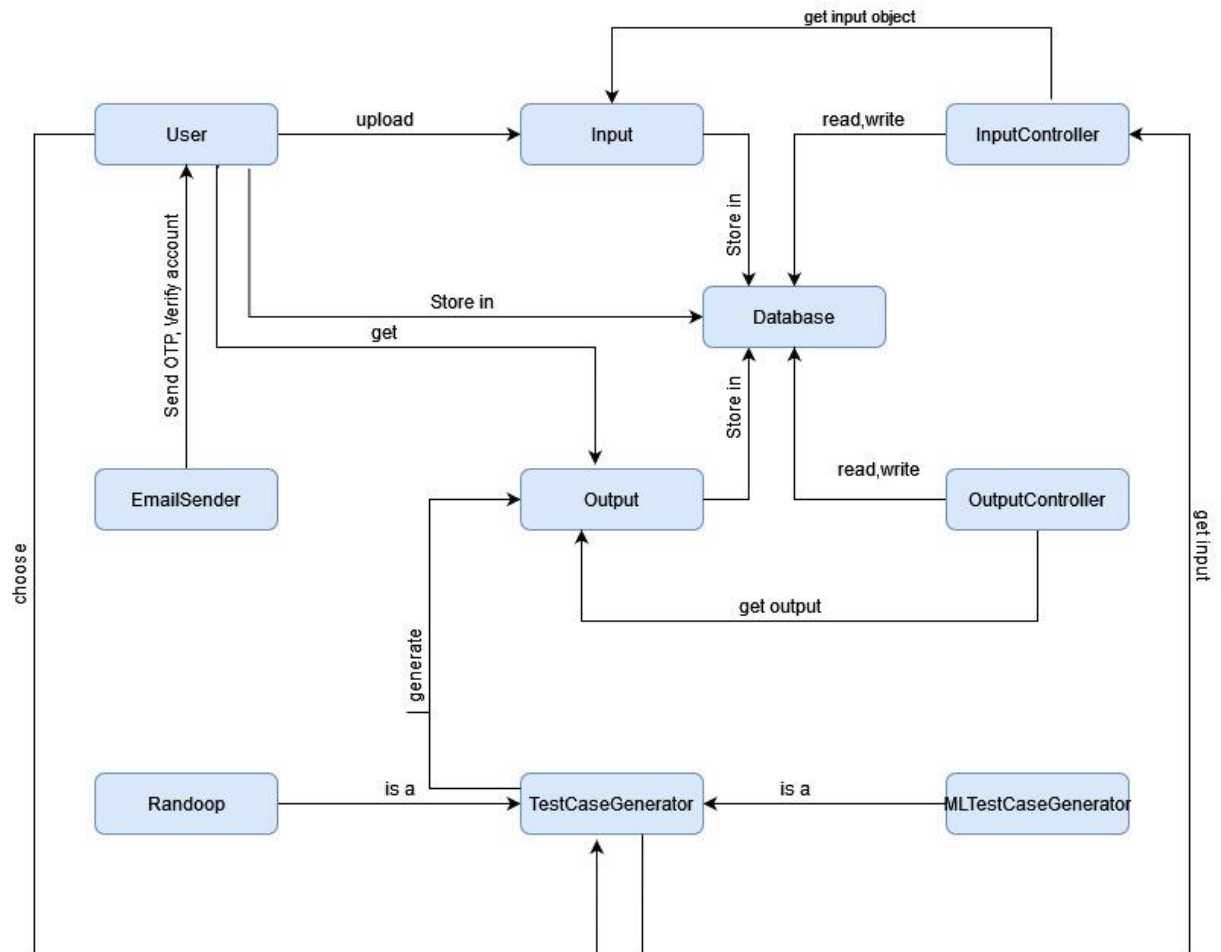 get input object
User
upload
Input
read,write
InputController
Send OTP, Verify account
Store in
Store in
Database
get
Store in
EmailSender
Output
read,write
OutputController
choose
get input
get output
generate
Randoop
is a
TestCaseGenerator
is a
MLTestCaseGenerator